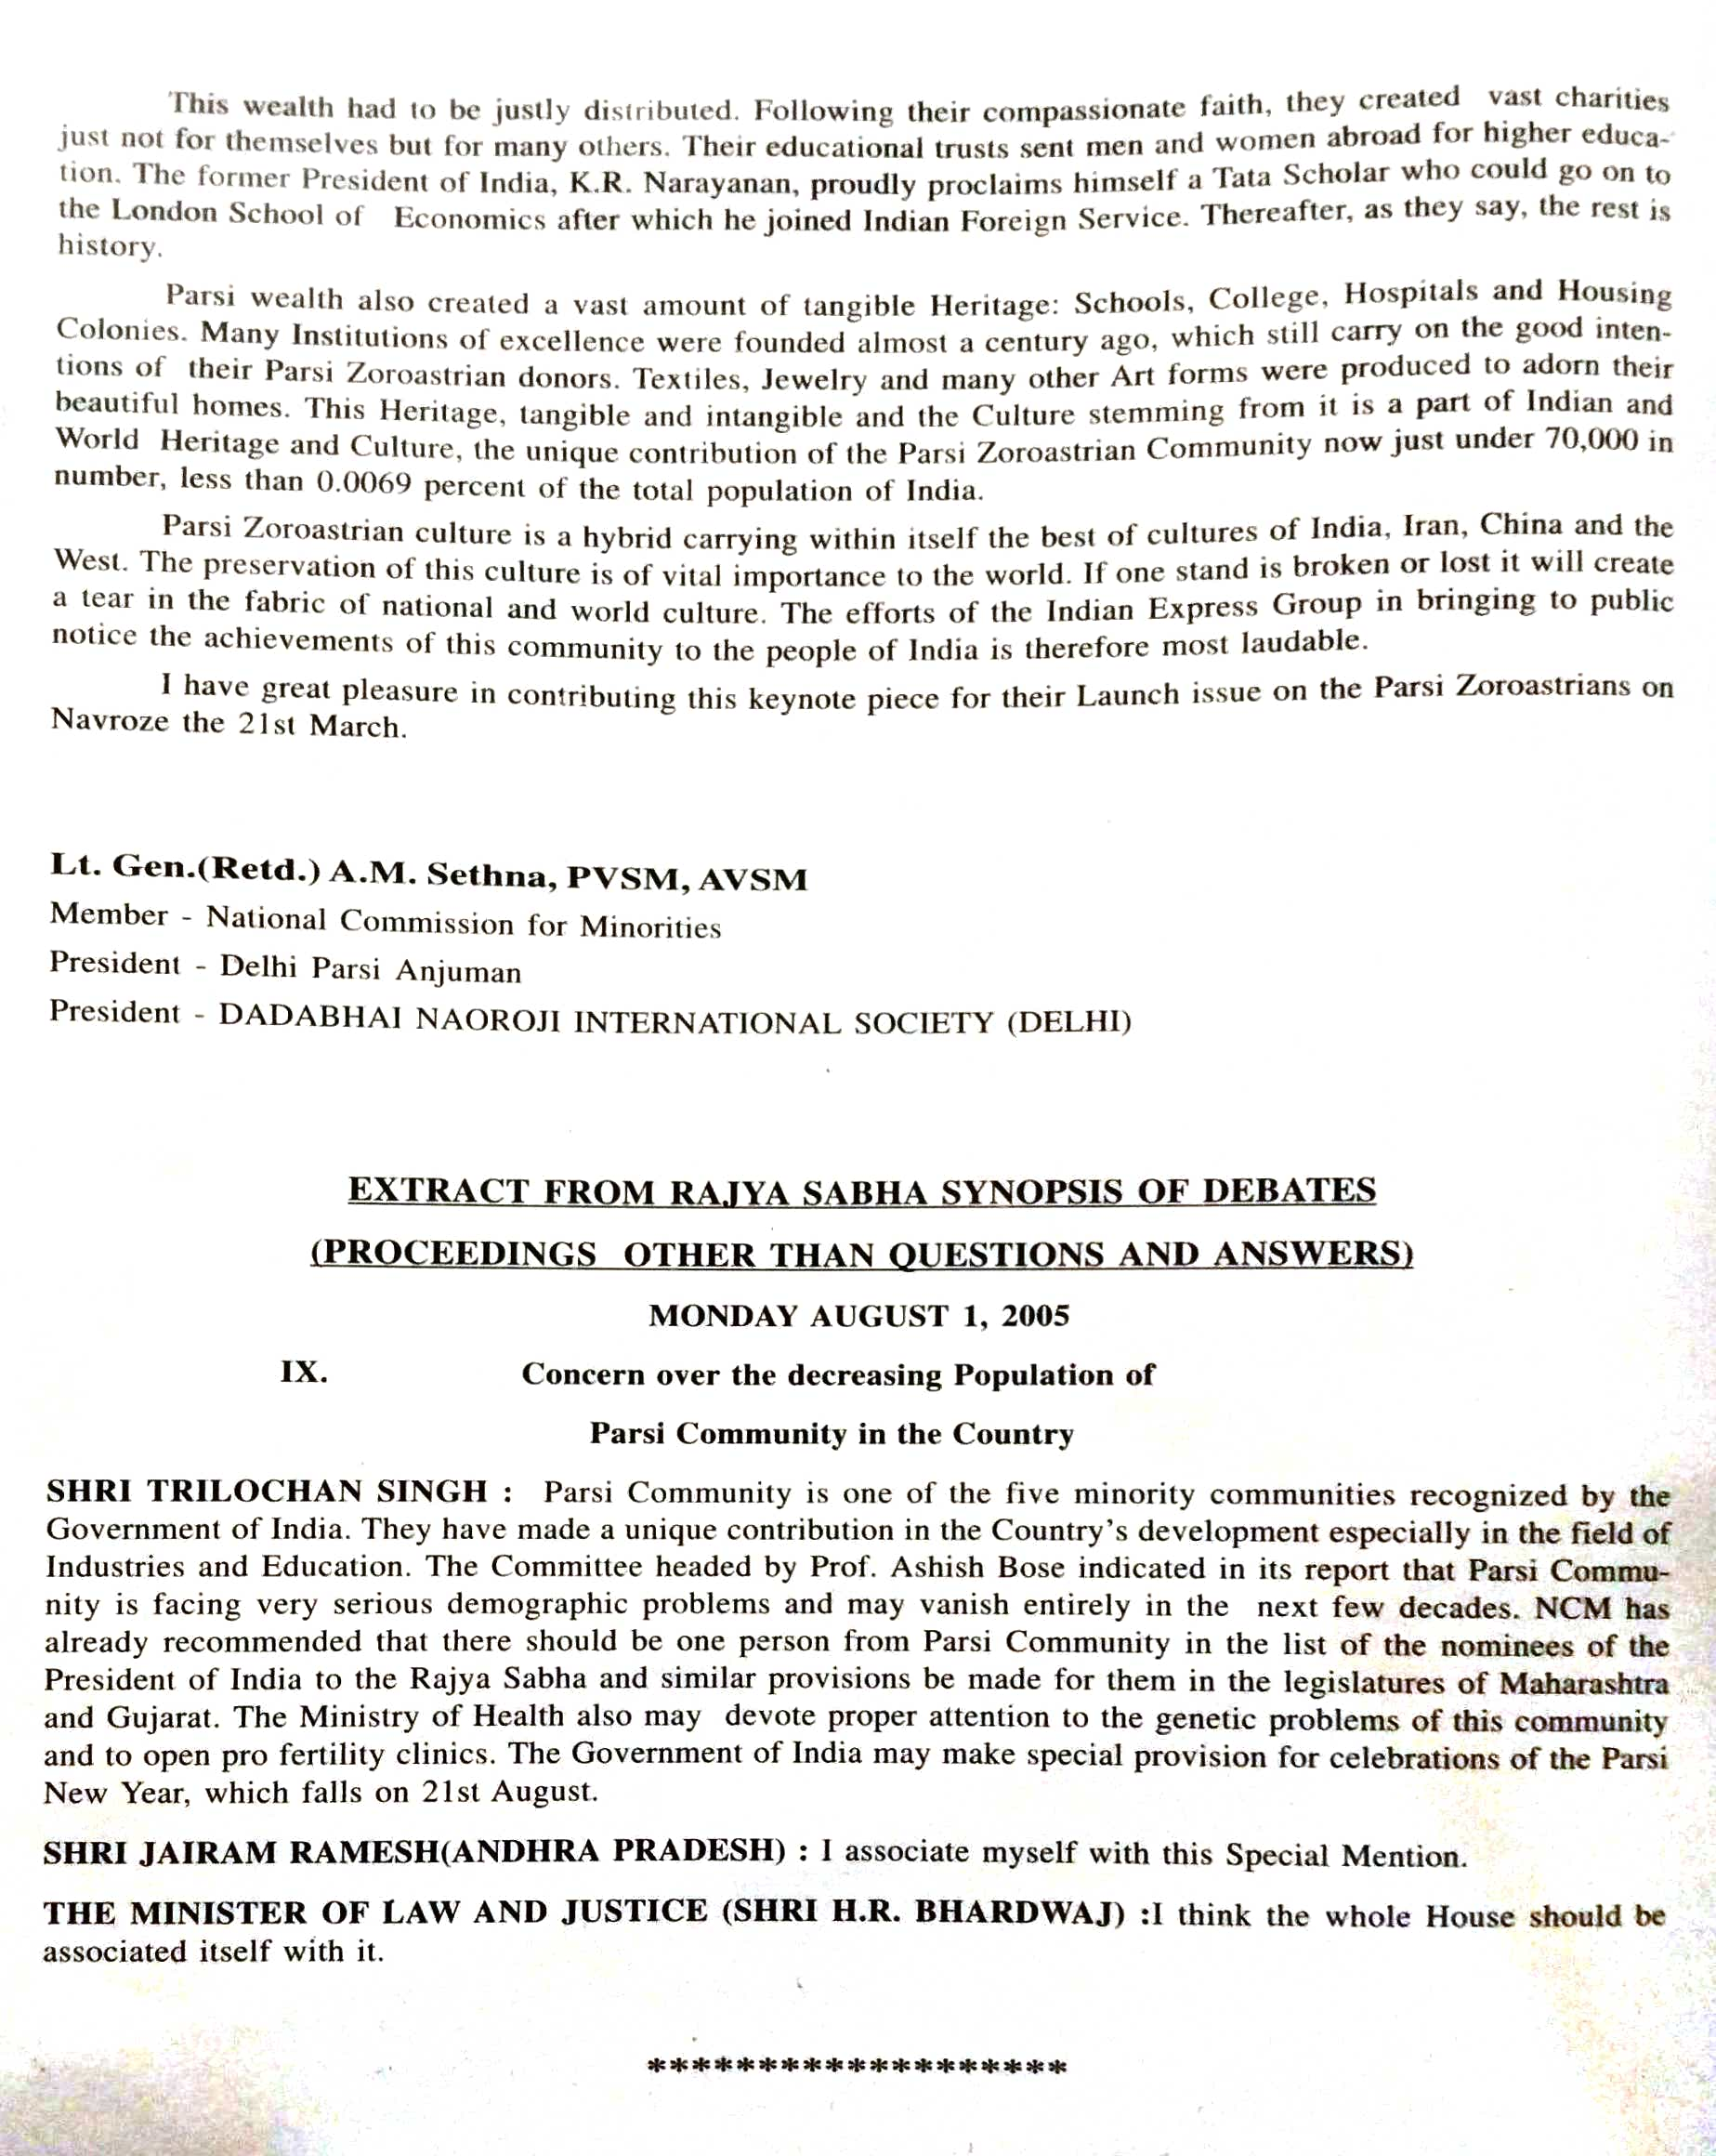 This wealth had to be justly distributed. Following their compassionate faith, they created vast charities
just not for themselves but for many others. Their educational trusts sent men and women abroad for higher educa-
tion. The former President of India, K.R. Narayanan, proudly proclaims himself a Tata Scholar who could go on to
the London School of Economics after which he joined Indian Foreign Service. Thereafter, as they say, the rest is
history.
Parsi wealth also created a vast amount of tangible Heritage: Schools, College, Hospitals and Housing
Colonies. Many Institutions of excellence were founded almost a century ago, which still carry on the good inten-
tions of their Parsi Zoroastrian donors. Textiles, Jewelry and many other Art forms were produced to adorn their
beautiful homes. This Heritage, tangible and intangible and the Culture stemming from it is a part of Indian and
World Heritage and Culture, the unique contribution of the Parsi Zoroastrian Community now just under 70,000 in
number, less than 0.0069 percent of the total population of India.
Parsi Zoroastrian culture is a hybrid carrying within itself the best of cultures of India, Iran, China and the
West. The preservation of this culture is of vital importance to the world. If one stand is broken or lost it will create
a tear in the fabric of national and world culture. The efforts of the Indian Express Group in bringing to public
notice the achievements of this community to the people of India is therefore most laudable.
I have great pleasure in contributing this keynote piece for their Launch issue on the Parsi Zoroastrians on
Navroze the 21st March.
Lt. Gen.(Retd.) A.M. Sethna, PVSM, AVSM
Member - National Commission for Minorities
President - Delhi Parsi Anjuman
President - DADABHAI NAOROJI INTERNATIONAL SOCIETY (DELHI)
EXTRACT FROM RAJYA SABHA SYNOPSIS OF DEBATES
(PROCEEDINGS OTHER THAN QUESTIONS AND ANSWERS)
MONDAY AUGUST 1, 2005
IX. Concern over the decreasing Population of
Parsi Community in the Country
SHRI TRILOCHAN SINGH : Parsi Community is one of the five minority communities recognized by the
Government of India. They have made a unique contribution in the Country's development especially in the field of
Industries and Education. The Committee headed by Prof. Ashish Bose indicated in its report that Parsi Commu-
nity is facing very serious demographic problems and may vanish entirely in the next few decades. NCM has
already recommended that there should be one person from Parsi Community in the list of the nominees of the
President of India to the Rajya Sabha and similar provisions be made for them in the legislatures of Maharashtra
and Gujarat. The Ministry of Health also may devote proper attention to the genetic problems of this community
and to open pro fertility clinics. The Government of India may make special provision for celebrations of the Parsi
New Year, which falls on 21st August.
SHRI JAIRAM RAMESH(ANDHRA PRADESH) : I associate myself with this Special Mention.
THE MINISTER OF LAW AND JUSTICE (SHRI H.R. BHARDWAJ) :I think the whole House should be
associated itself with it.
*******************